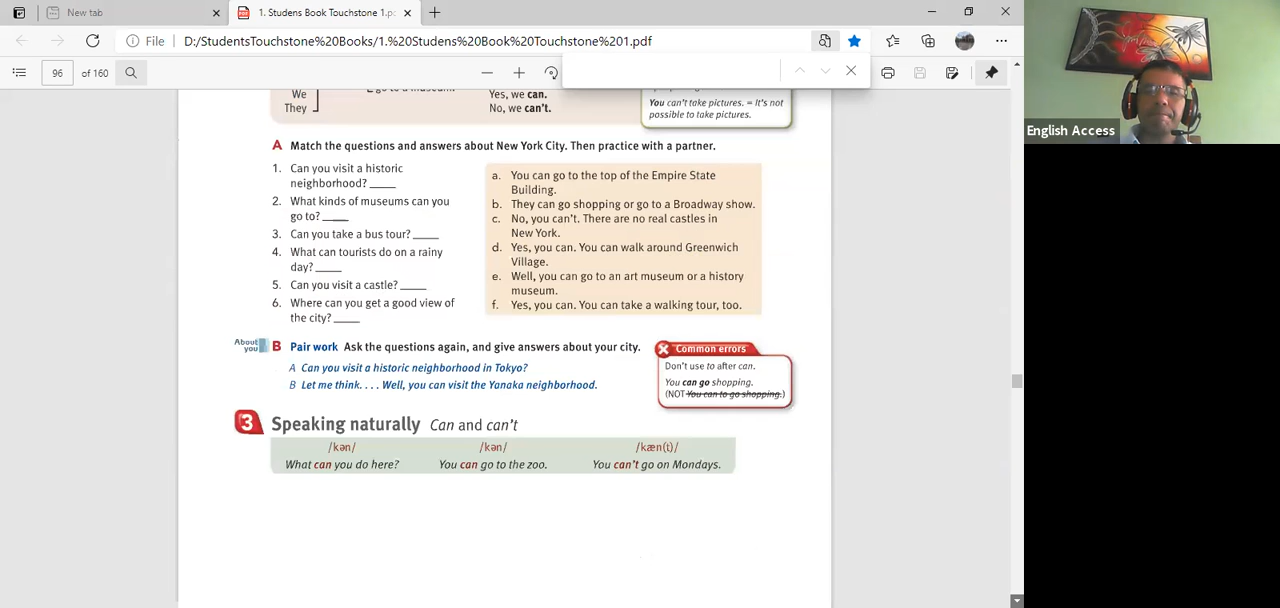 New tab
1. Studens Book Touchstone 1.pdf
File
D:/StudentsTouchstone%20Books/1.%20Studens%20Book%20Touchstone%201.pdf
96 of 160
We
They
Yes, we can.
No, we can't.
You can't take pictures. = It's not
possible to take pictures.
A Match the questions and answers about New York City. Then practice with a partner.
1. Can you visit a historic
neighborhood? ____
2. What kinds of museums can you
go to? ____
3. Can you take a bus tour? ____
4. What can tourists do on a rainy
day? ____
5. Can you visit a castle? ____
6. Where can you get a good view of
the city? ____
a. You can go to the top of the Empire State
Building.
b. They can go shopping or go to a Broadway show.
c. No, you can't. There are no real castles in
New York.
d. Yes, you can. You can walk around Greenwich
Village.
e. Well, you can go to an art museum or a history
museum.
f. Yes, you can. You can take a walking tour, too.
About you
B Pair work Ask the questions again, and give answers about your city.
A Can you visit a historic neighborhood in Tokyo?
B Let me think. . . . Well, you can visit the Yanaka neighborhood.
Common errors
Don't use to after can.
You can go shopping.
(NOT You can to go shopping.)
3 Speaking naturally Can and can't
/kən/ /kən/ /kæn(t)/
What can you do here? You can go to the zoo. You can't go on Mondays.
English Access